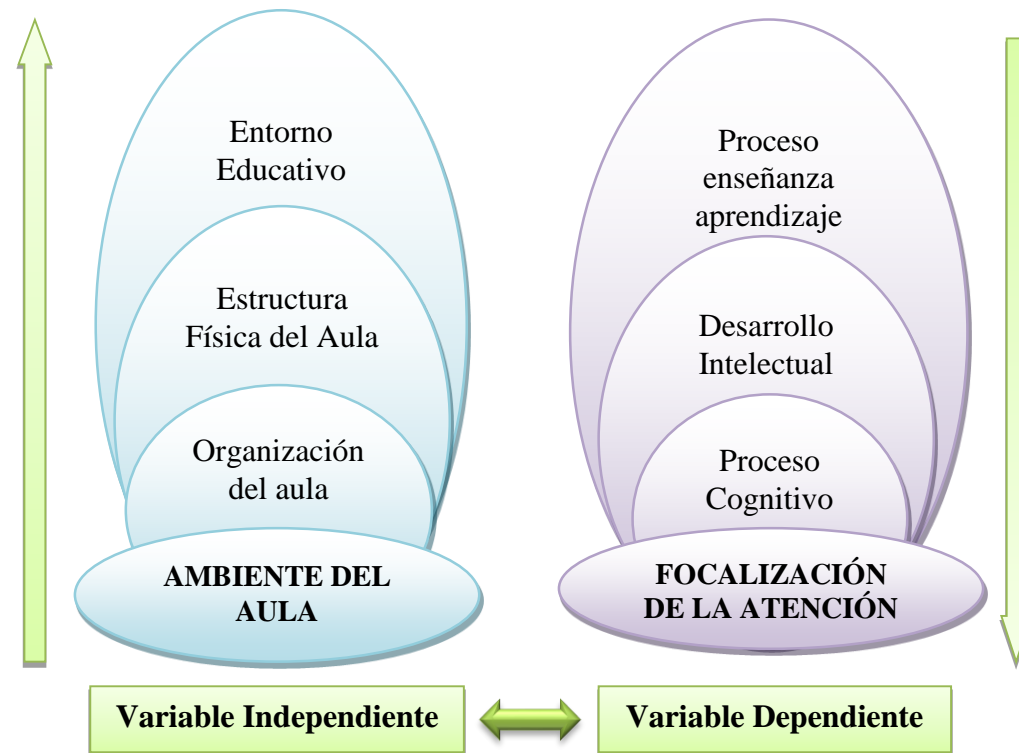 Entorno
Educativo
Estructura
Física del Aula
Organización
del aula
AMBIENTE DEL
AULA
Variable Independiente
Proceso
enseñanza
aprendizaje
Desarrollo
Intelectual
Proceso
Cognitivo
FOCALIZACIÓN
DE LA ATENCIÓN
Variable Dependiente